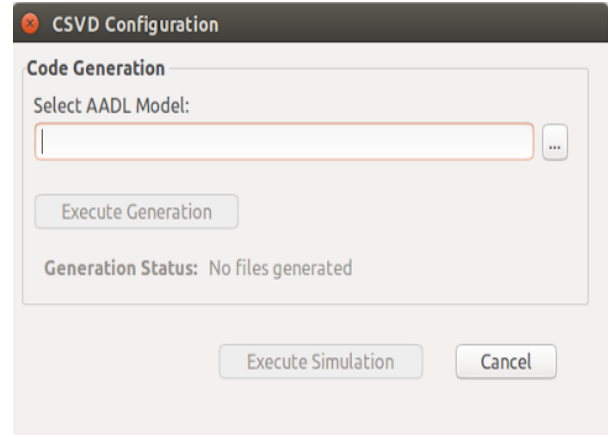 CSVD Configuration
Code Generation
Select AADL Model:
...
Execute Generation
Generation Status: No files generated
Execute Simulation Cancel